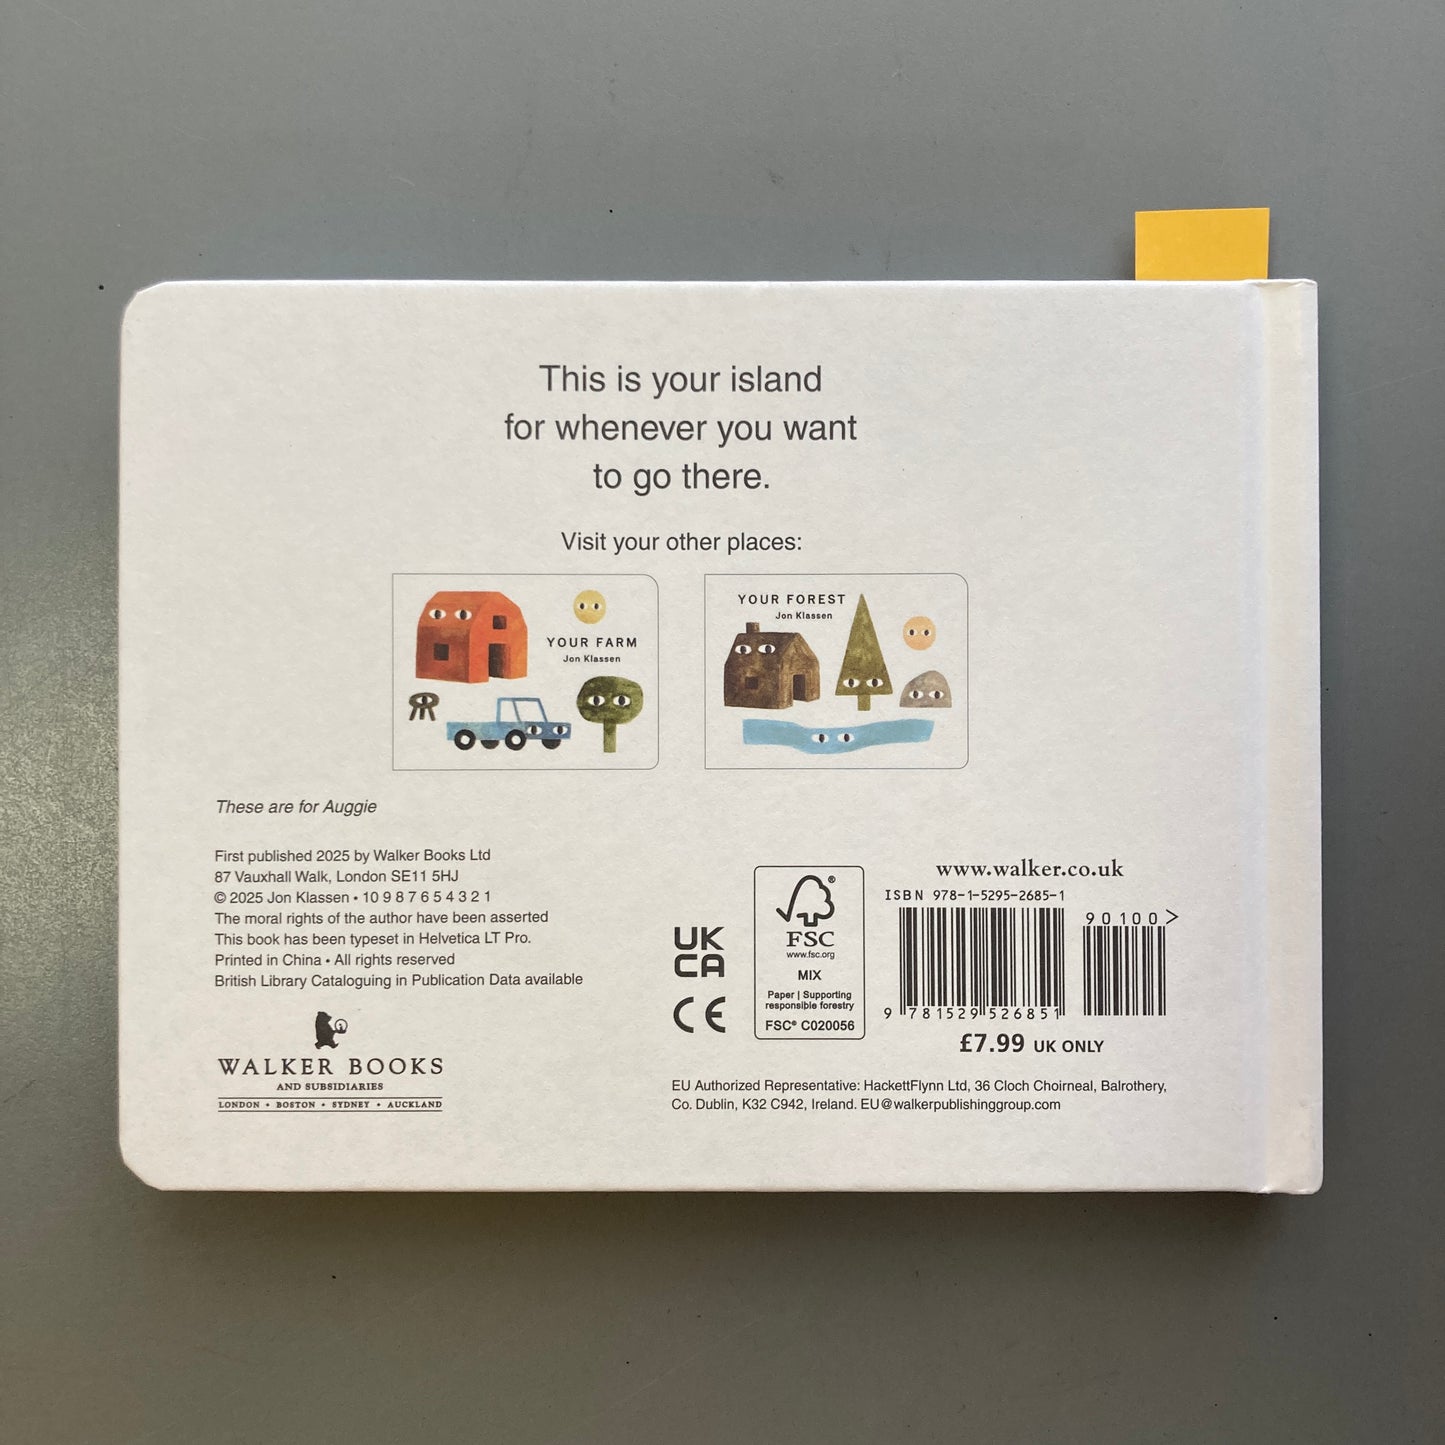 This is your island
for whenever you want
to go there.
Visit your other places:
YOUR FARM
Jon Klassen
YOUR FOREST
Jon Klassen
These are for Auggie
First published 2025 by Walker Books Ltd
87 Vauxhall Walk, London SE11 5HJ
© 2025 Jon Klassen • 10 9 8 7 6 5 4 3 2 1
The moral rights of the author have been asserted
This book has been typeset in Helvetica LT Pro.
Printed in China • All rights reserved
British Library Cataloguing in Publication Data available
WALKER BOOKS
AND SUBSIDIARIES
LONDON • BOSTON • SYDNEY • AUCKLAND
UK
CA
CE
®
FSC
www.fsc.org
MIX
Paper | Supporting
responsible forestry
FSC® C020056
www.walker.co.uk
ISBN 978-1-5295-2685-1
90100>
9 781529 526851
£7.99 UK ONLY
EU Authorized Representative: HackettFlynn Ltd, 36 Cloch Choirneal, Balrothery,
Co. Dublin, K32 C942, Ireland. EU@walkerpublishinggroup.com